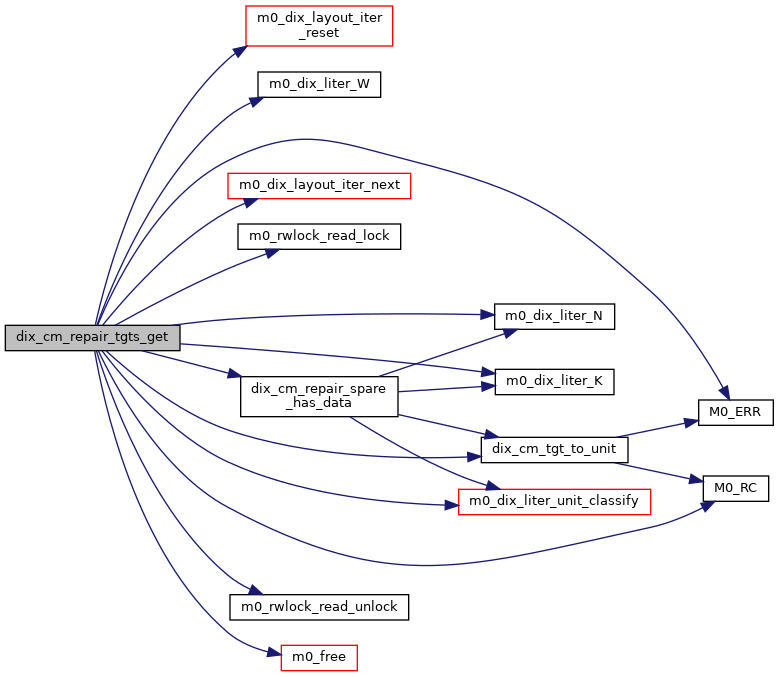 m0_dix_layout_iter
_reset
m0_dix_liter_W
m0_dix_layout_iter_next
m0_rwlock_read_lock
m0_dix_liter_N
dix_cm_repair_tgts_get
m0_dix_liter_K
dix_cm_repair_spare
_has_data
M0_ERR
dix_cm_tgt_to_unit
M0_RC
m0_dix_liter_unit_classify
m0_rwlock_read_unlock
m0_free